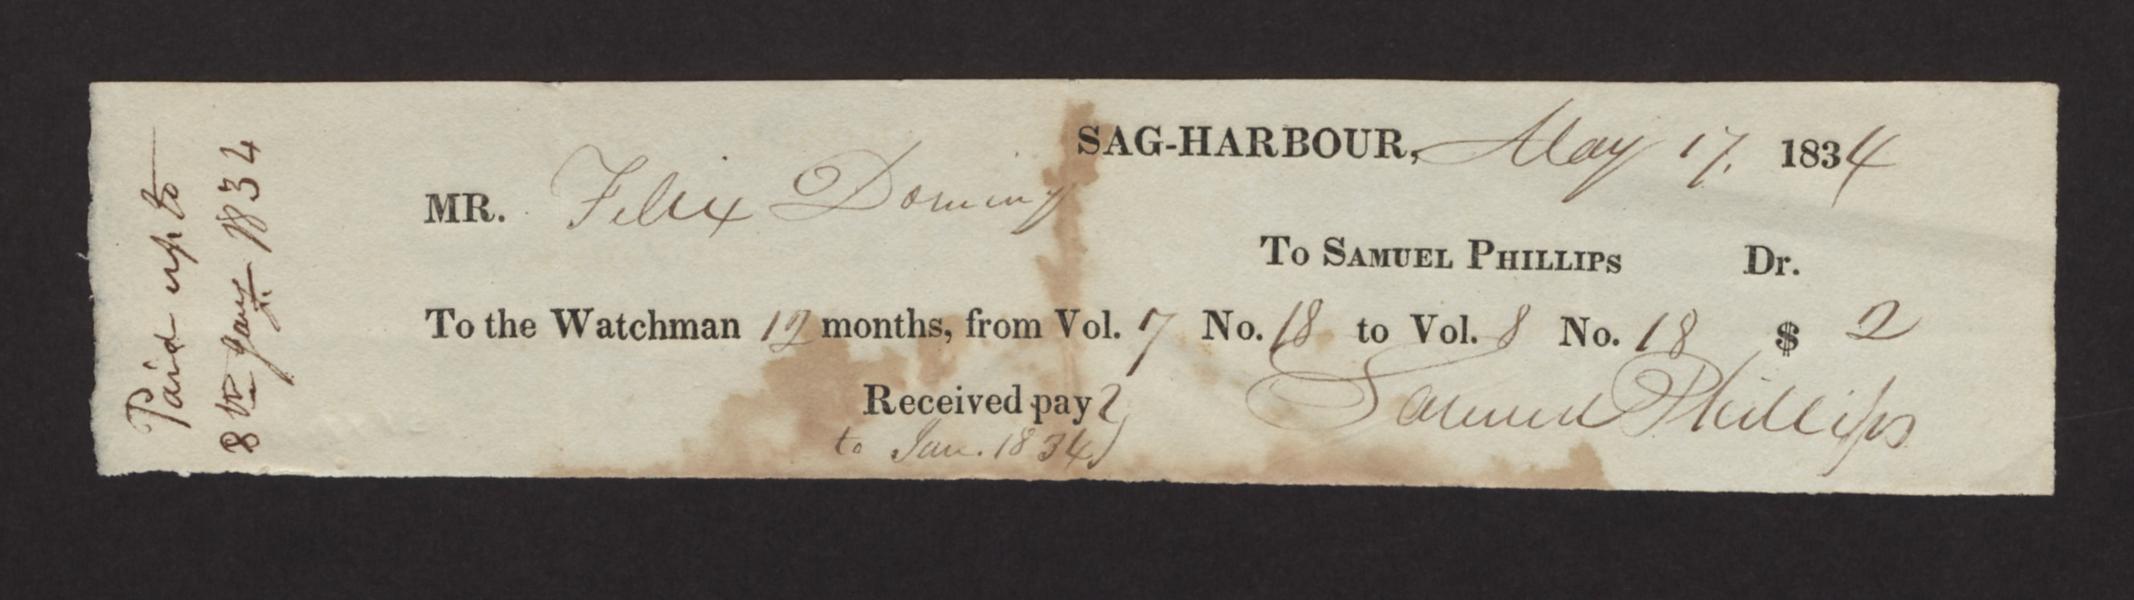 Paid up to
8th Jany. 1834
SAG-HARBOUR, May 17. 1834
MR. Felix Dominy
To SAMUEL PHILLIPS Dr.
To the Watchman 12 months, from Vol. 7 No. 18 to Vol. 8 No. 18 $ 2
Received pay } Samuel Phillips
to Jan. 1834 }